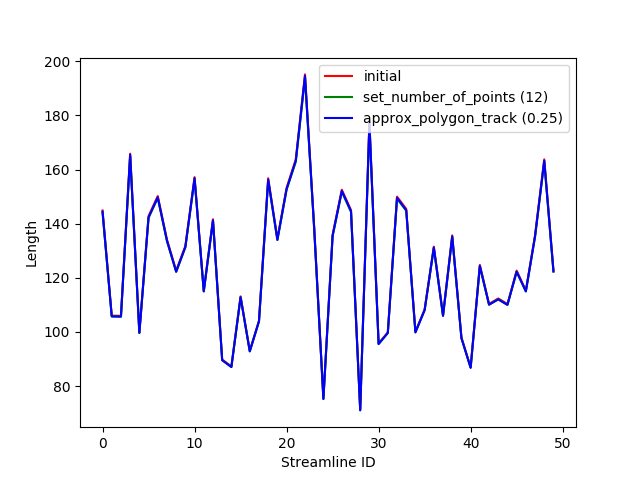 initial
set_number_of_points (12)
approx_polygon_track (0.25)
200
180
160
140
120
100
80
Length
0 10 20 30 40 50
Streamline ID